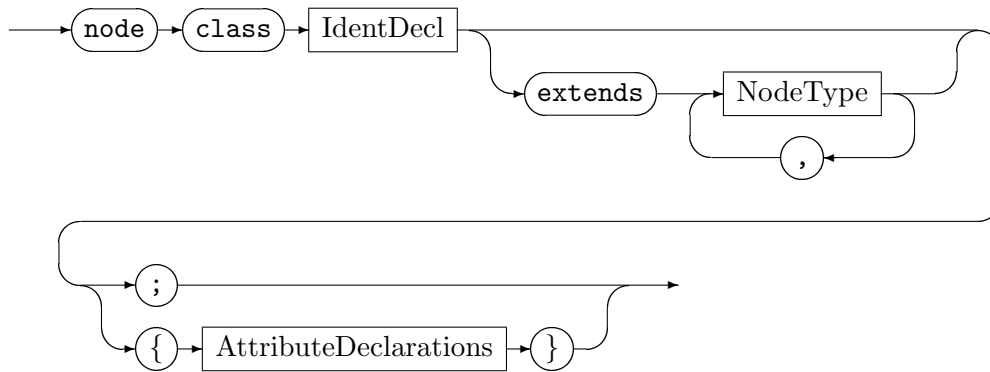 node class IdentDecl
extends NodeType
,
;
{ AttributeDeclarations }